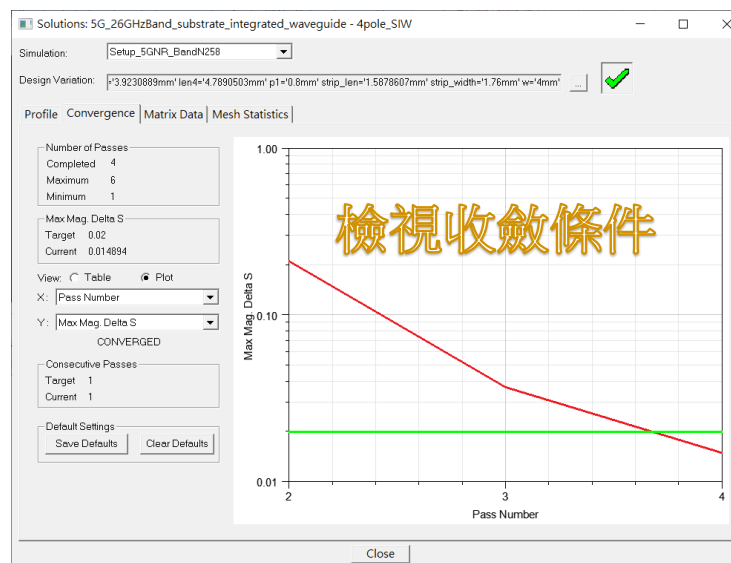 Solutions: 5G_26GHzBand_substrate_integrated_waveguide - 4pole_SIW
Simulation: Setup_5GNR_BandN258
Design Variation: ='3.9230889mm' len4='4.7890503mm' p1='0.8mm' strip_len='1.5878607mm' strip_width='1.76mm' w='4mm' ...
Profile Convergence Matrix Data Mesh Statistics
Number of Passes
Completed 4
Maximum 6
Minimum 1
Max Mag. Delta S
Target 0.02
Current 0.014894
View: Table Plot
X: Pass Number
Y: Max Mag. Delta S
CONVERGED
Consecutive Passes
Target 1
Current 1
Default Settings
Save Defaults Clear Defaults
檢視收斂條件
1.00
0.10
0.01
Max Mag. Delta S
2 3 4
Pass Number
Close